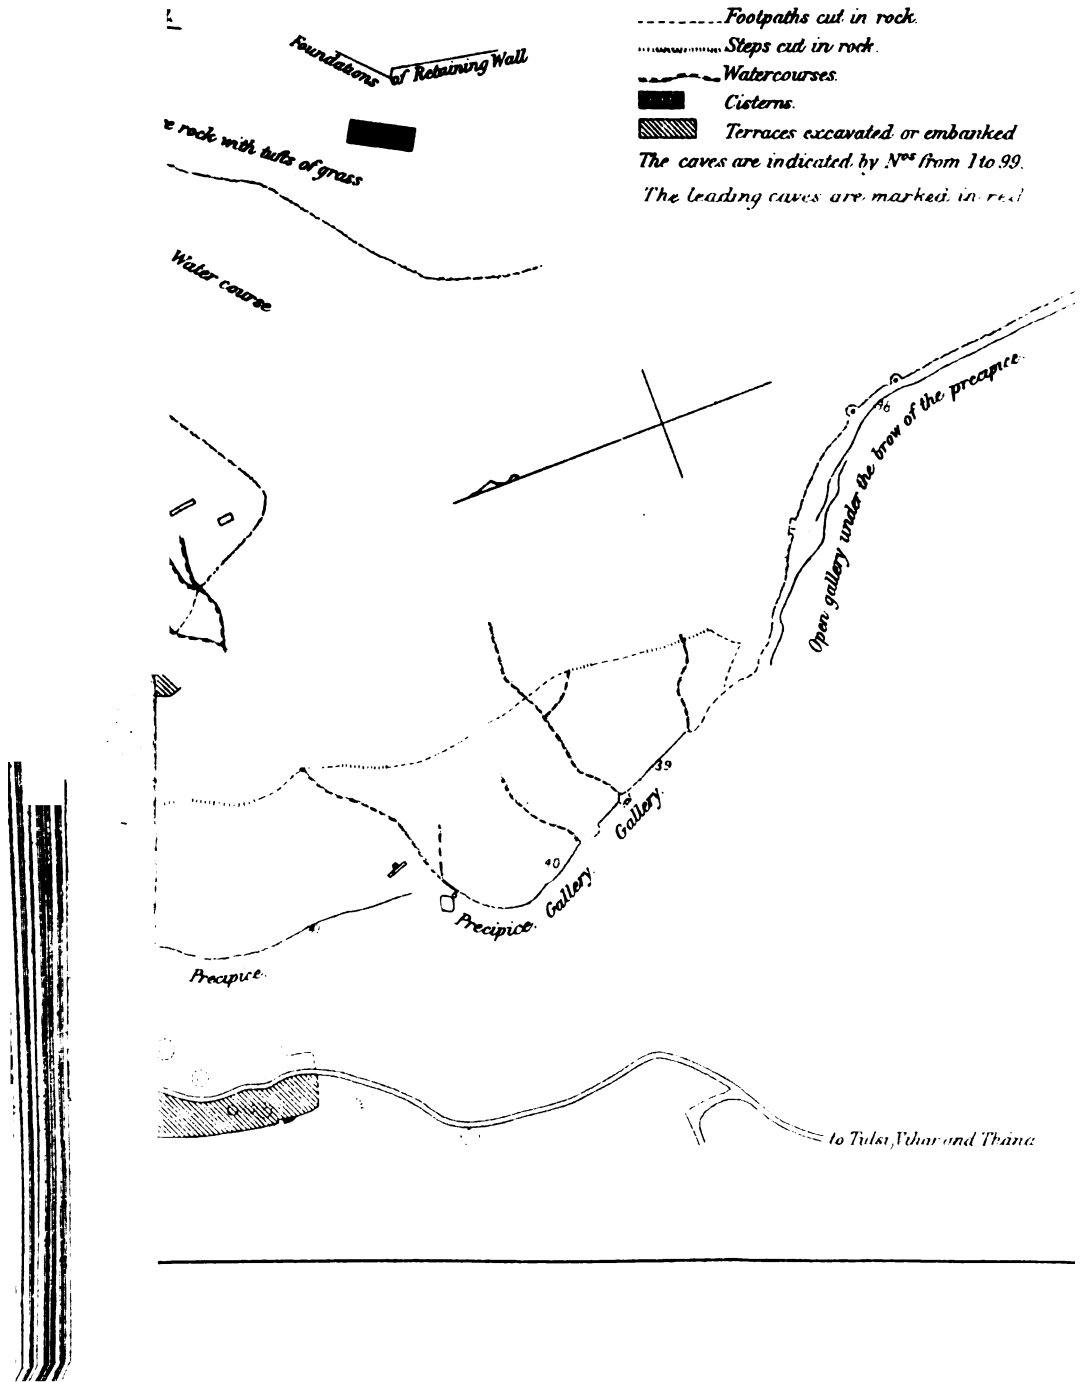 Footpaths cut in rock.
Steps cut in rock.
Watercourses.
Cisterns.
Terraces excavated or embanked
The caves are indicated by Nos from 1 to 99.
The leading caves are marked in red
Foundations of Retaining Wall
rock with tufts of grass
Water course
46
Open gallery under the brow of the precipice.
39
Gallery.
40
Gallery.
Precipice.
41
Precipice.
to Tulsi, Vihar and Thána